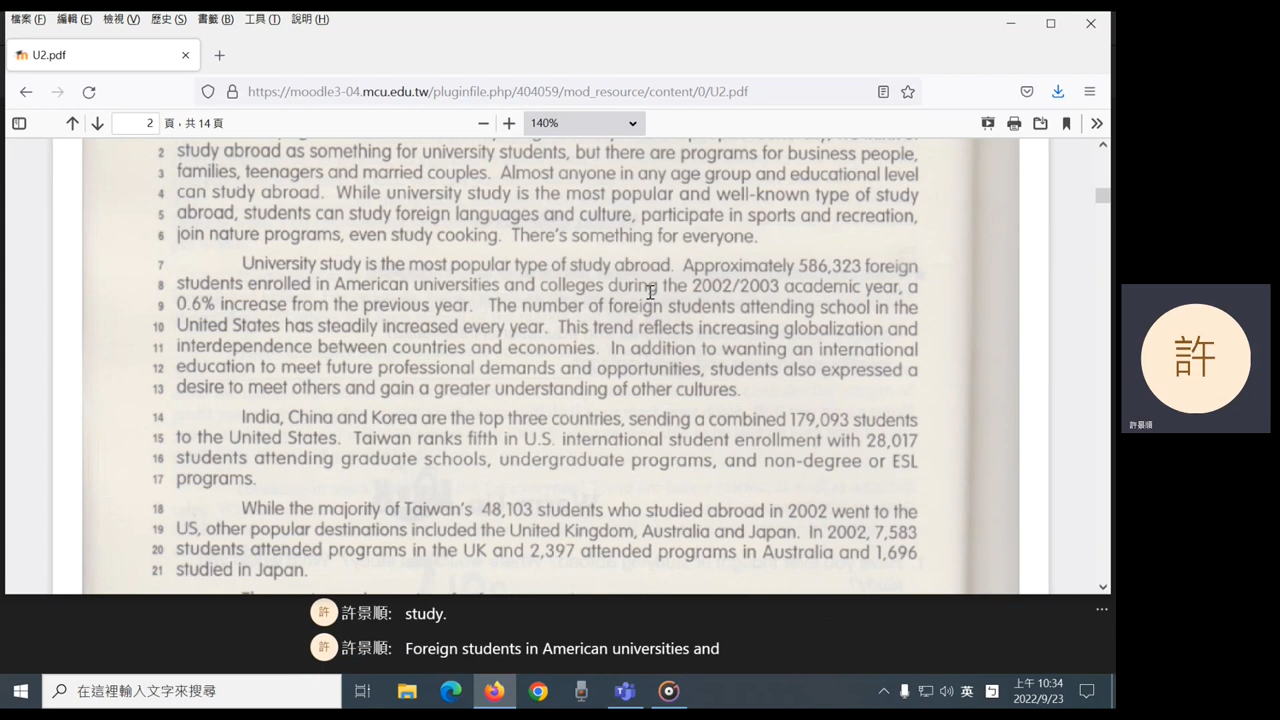 檔案 (F) 編輯 (E) 檢視 (V) 歷史 (S) 書籤 (B) 工具 (T) 說明 (H)
U2.pdf
https://moodle3-04.mcu.edu.tw/pluginfile.php/404059/mod_resource/content/0/U2.pdf
2 頁，共 14 頁 140%
2 study abroad as something for university students, but there are programs for business people,
3 families, teenagers and married couples. Almost anyone in any age group and educational level
4 can study abroad. While university study is the most popular and well-known type of study
5 abroad, students can study foreign languages and culture, participate in sports and recreation,
6 join nature programs, even study cooking. There's something for everyone.
7 University study is the most popular type of study abroad. Approximately 586,323 foreign
8 students enrolled in American universities and colleges during the 2002/2003 academic year, a
9 0.6% increase from the previous year. The number of foreign students attending school in the
10 United States has steadily increased every year. This trend reflects increasing globalization and
11 interdependence between countries and economies. In addition to wanting an international
12 education to meet future professional demands and opportunities, students also expressed a
13 desire to meet others and gain a greater understanding of other cultures.
14 India, China and Korea are the top three countries, sending a combined 179,093 students
15 to the United States. Taiwan ranks fifth in U.S. international student enrollment with 28,017
16 students attending graduate schools, undergraduate programs, and non-degree or ESL
17 programs.
18 While the majority of Taiwan's 48,103 students who studied abroad in 2002 went to the
19 US, other popular destinations included the United Kingdom, Australia and Japan. In 2002, 7,583
20 students attended programs in the UK and 2,397 attended programs in Australia and 1,696
21 studied in Japan.
許
許景順
許 許景順: study.
許 許景順: Foreign students in American universities and
在這裡輸入文字來搜尋
英
上午 10:34
2022/9/23